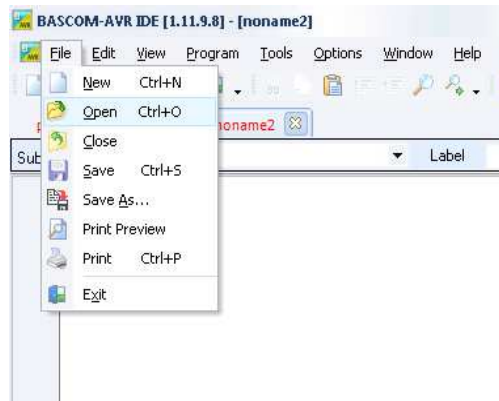 BASCOM-AVR IDE [1.11.9.8] - [noname2]
File Edit View Program Tools Options Window Help
New Ctrl+N
Open Ctrl+O
noname2
Close
Sub Label
Save Ctrl+S
Save As...
Print Preview
Print Ctrl+P
Exit